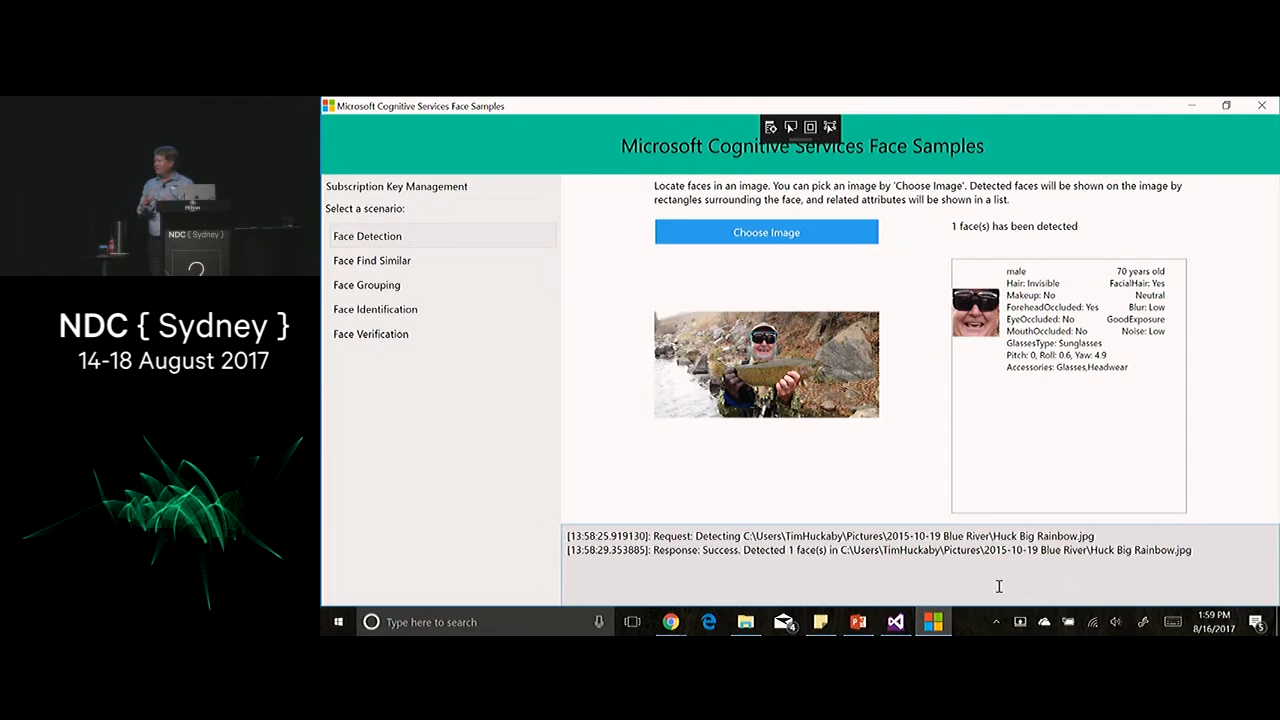 Microsoft Cognitive Services Face Samples
Microsoft Cognitive Services Face Samples
Subscription Key Management
Select a scenario:
Face Detection
Face Find Similar
Face Grouping
Face Identification
Face Verification
Locate faces in an image. You can pick an image by 'Choose Image'. Detected faces will be shown on the image by
rectangles surrounding the face, and related attributes will be shown in a list.
Choose Image
1 face(s) has been detected
male 70 years old
Hair: Invisible FacialHair: Yes
Makeup: No Neutral
ForeheadOccluded: Yes Blur: Low
EyeOccluded: No GoodExposure
MouthOccluded: No Noise: Low
GlassesType: Sunglasses
Pitch: 0, Roll: 0.6, Yaw: 4.9
Accessories: Glasses,Headwear
[13:58:25.919130]: Request: Detecting C:\Users\TimHuckaby\Pictures\2015-10-19 Blue River\Huck Big Rainbow.jpg
[13:58:29.353885]: Response: Success. Detected 1 face(s) in C:\Users\TimHuckaby\Pictures\2015-10-19 Blue River\Huck Big Rainbow.jpg
Type here to search
4
1:59 PM
8/16/2017
5
Hilton
NDC { Sydney }
2
NDC { Sydney }
14-18 August 2017